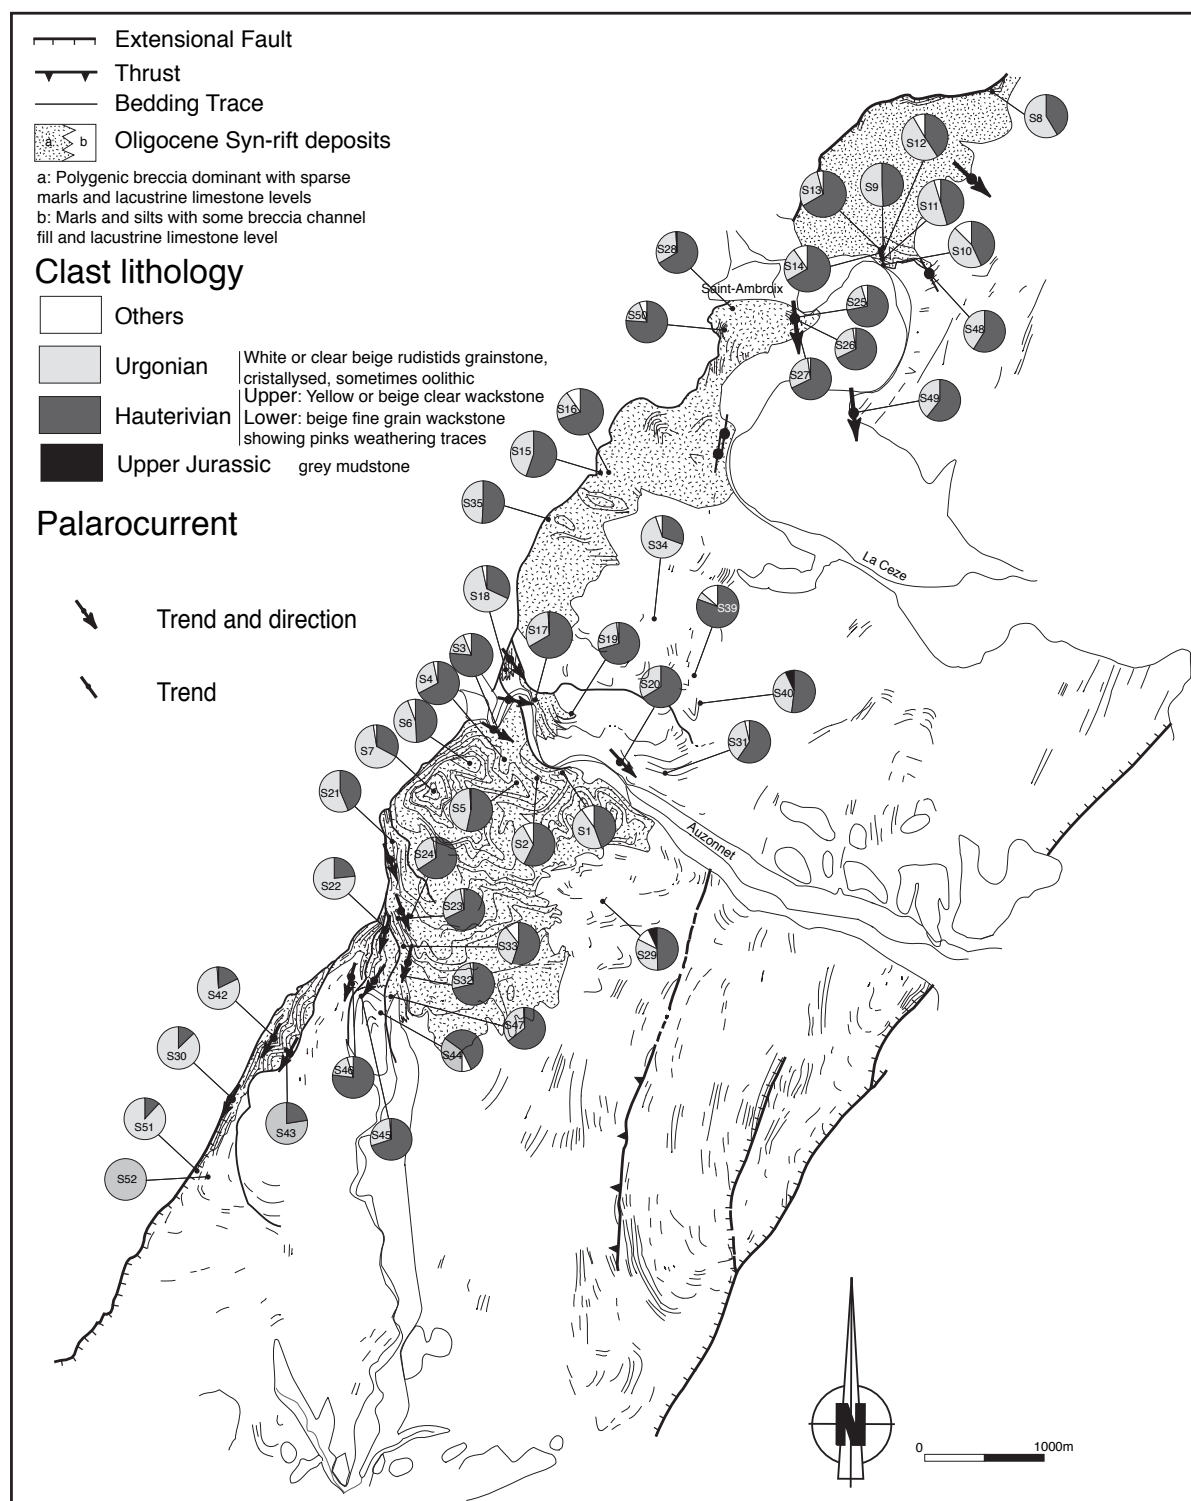 Extensional Fault
Thrust
Bedding Trace
a b
Oligocene Syn-rift deposits
a: Polygenic breccia dominant with sparse
marls and lacustrine limestone levels
b: Marls and silts with some breccia channel
fill and lacustrine limestone level
Clast lithology
Others
Urgonian
White or clear beige rudistids grainstone,
cristallysed, sometimes oolithic
Hauterivian
Upper: Yellow or beige clear wackstone
Lower: beige fine grain wackstone
showing pinks weathering traces
Upper Jurassic grey mudstone
Palarocurrent
Trend and direction
Trend
S8
S12
S9
S13
S11
S10
S28
S14
Saint-Ambroix
S25
S50
S48
S26
S27
S49
S16
S15
S35
S34
La Ceze
S18
S39
S17
S19
S3
S4
S20
S40
S6
S31
S7
S21
S5
S1
S2
Auzonnet
S24
S22
S23
S33
S29
S32
S42
S47
S30
S44
S46
S51
S43
S45
S52
N
0 1000m